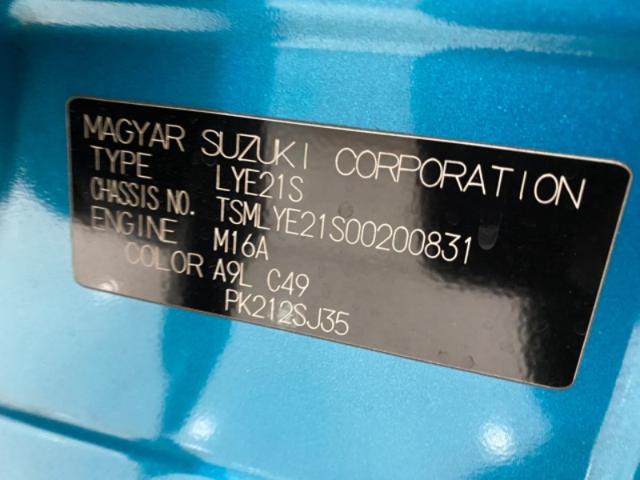 MAGYAR SUZUKI CORPORATION
TYPE LYE21S
CHASSIS NO. TSMLYE21S00200831
ENGINE M16A
COLOR A9L C49
PK212SJ35